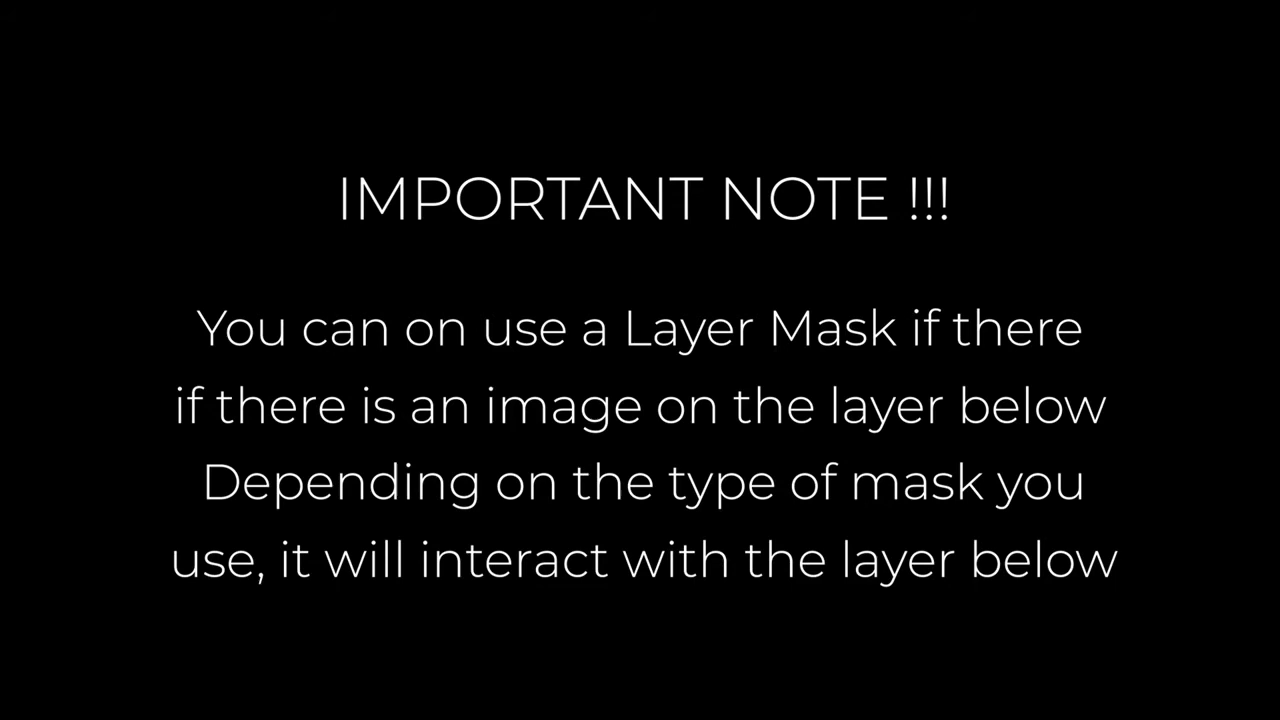 IMPORTANT NOTE !!!
You can on use a Layer Mask if there
if there is an image on the layer below
Depending on the type of mask you
use, it will interact with the layer below